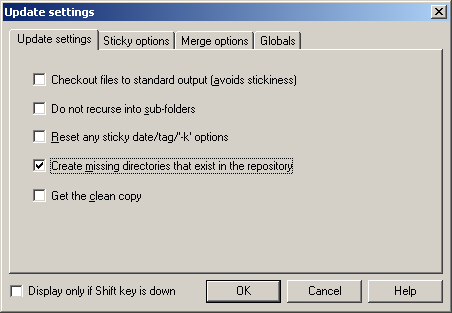 Update settings
Update settings
Sticky options
Merge options
Globals
Checkout files to standard output (avoids stickiness)
Do not recurse into sub-folders
Reset any sticky date/tag/'-k' options
Create missing directories that exist in the repository
Get the clean copy
Display only if Shift key is down
OK
Cancel
Help